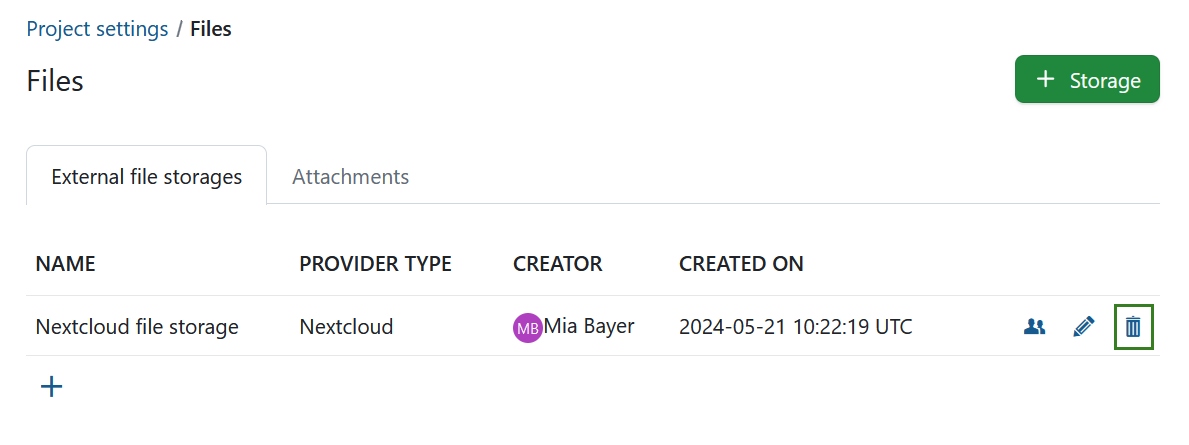 Project settings / Files
Files
+ Storage
External file storages Attachments
NAME PROVIDER TYPE CREATOR CREATED ON
Nextcloud file storage Nextcloud MB Mia Bayer 2024-05-21 10:22:19 UTC
+